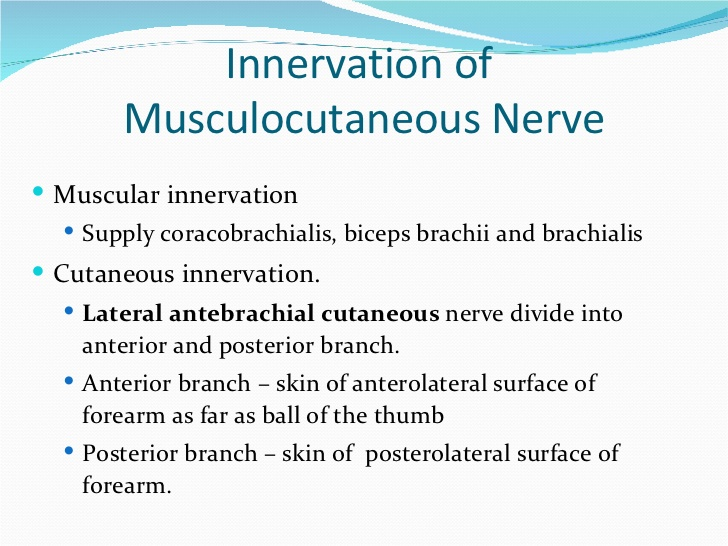 Innervation of
Musculocutaneous Nerve
• Muscular innervation
• Supply coracobrachialis, biceps brachii and brachialis
• Cutaneous innervation.
• Lateral antebrachial cutaneous nerve divide into
anterior and posterior branch.
• Anterior branch – skin of anterolateral surface of
forearm as far as ball of the thumb
• Posterior branch – skin of  posterolateral surface of
forearm.